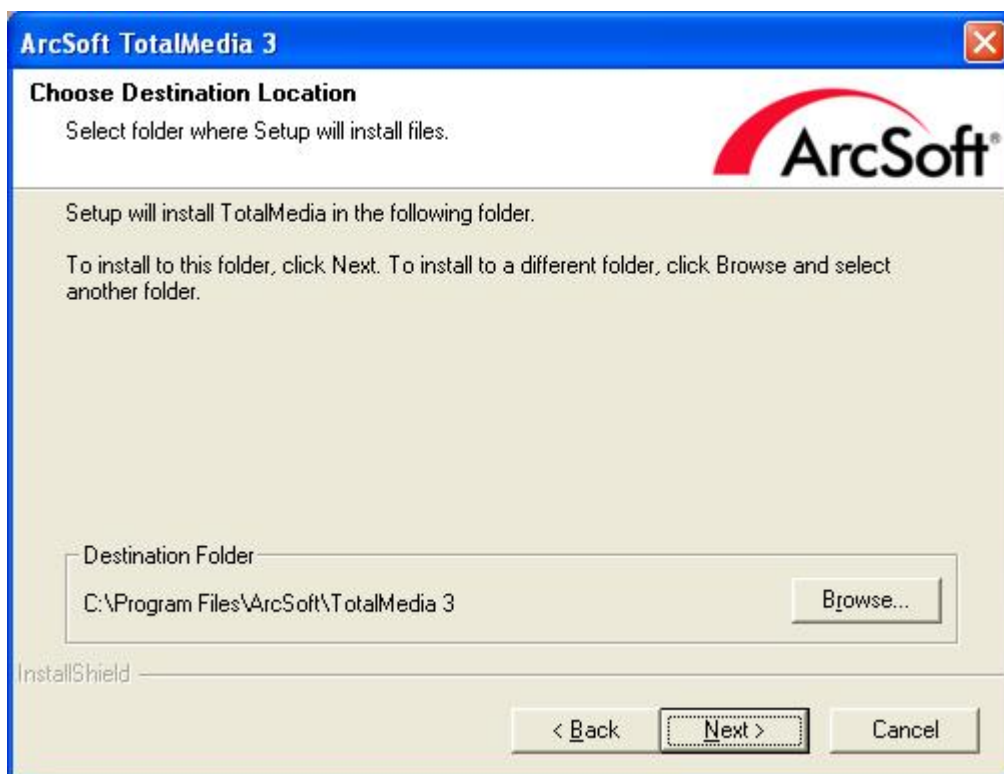 ArcSoft TotalMedia 3
Choose Destination Location
Select folder where Setup will install files.
ArcSoft®
Setup will install TotalMedia in the following folder.
To install to this folder, click Next. To install to a different folder, click Browse and select
another folder.
Destination Folder
C:\Program Files\ArcSoft\TotalMedia 3
Browse...
InstallShield
< Back
Next >
Cancel